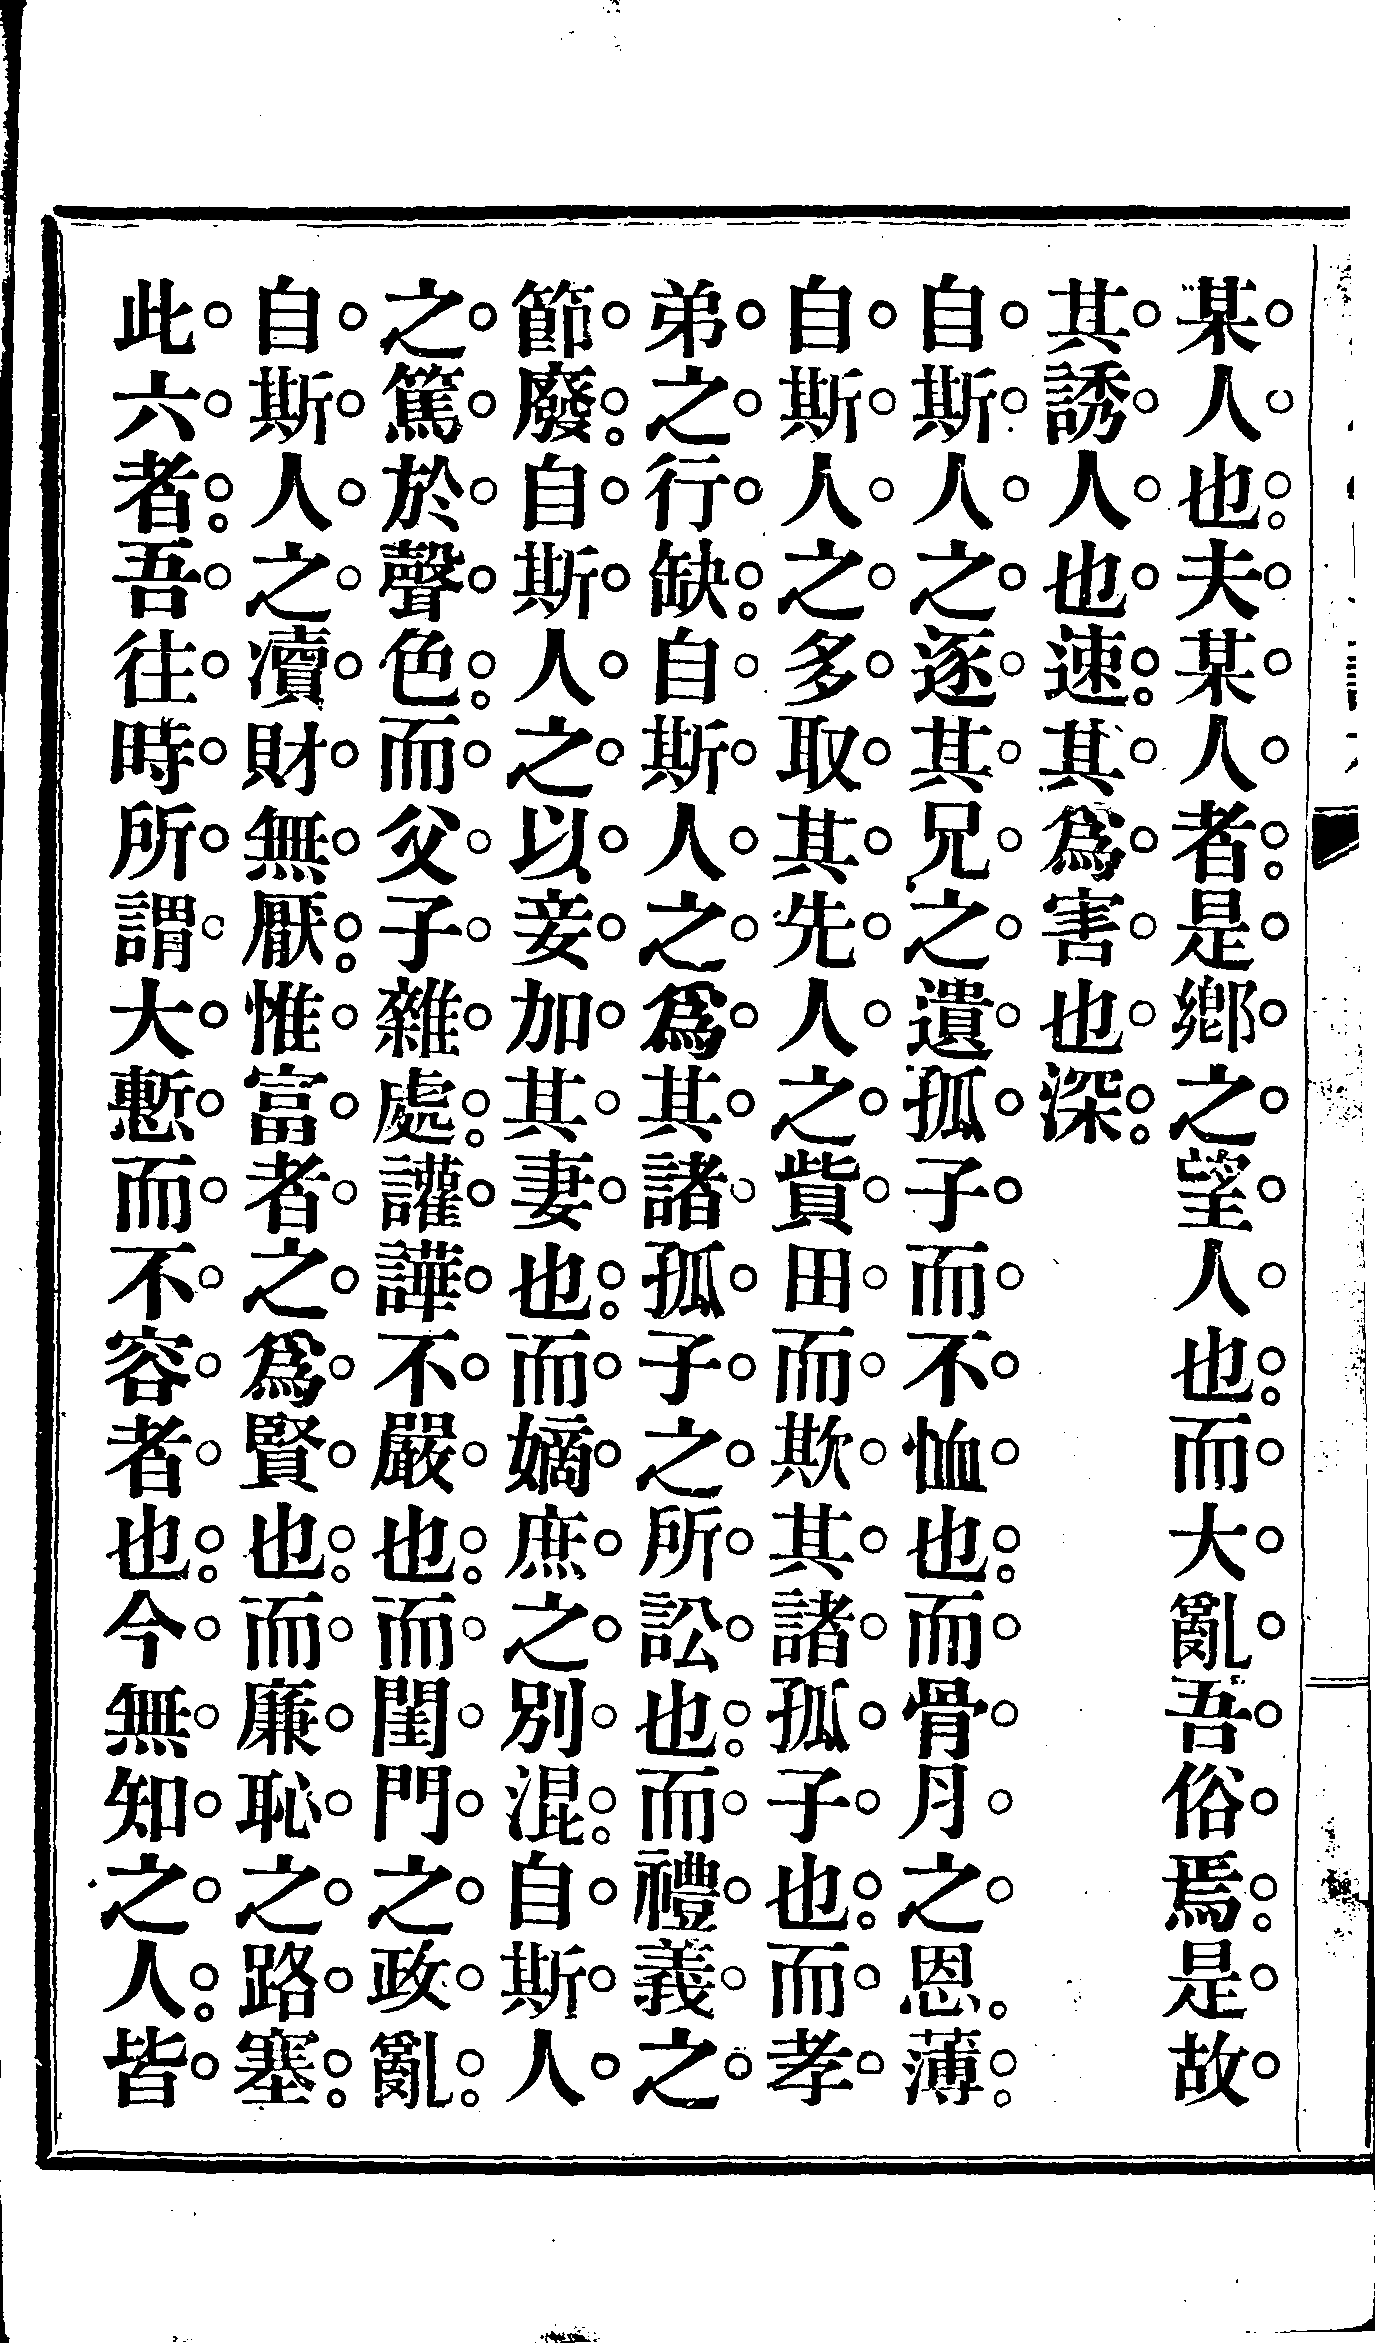 某人也夫某人者是鄉之望人也而大亂吾俗焉是故
其誘人也速其爲害也深
自斯人之逐其兄之遺孤子而不恤也而骨月之恩薄
自斯人之多取其先人之貲田而欺其諸孤子也而孝
弟之行缺自斯人之爲其諸孤子之所訟也而禮義之
節廢自斯人之以妾加其妻也而嫡庶之別混自斯人
之篤於聲色而父子雜處讙譁不嚴也而閨門之政亂
自斯人之瀆財無厭惟富者之爲賢也而廉恥之路塞
此六者吾往時所謂大慙而不容者也今無知之人皆